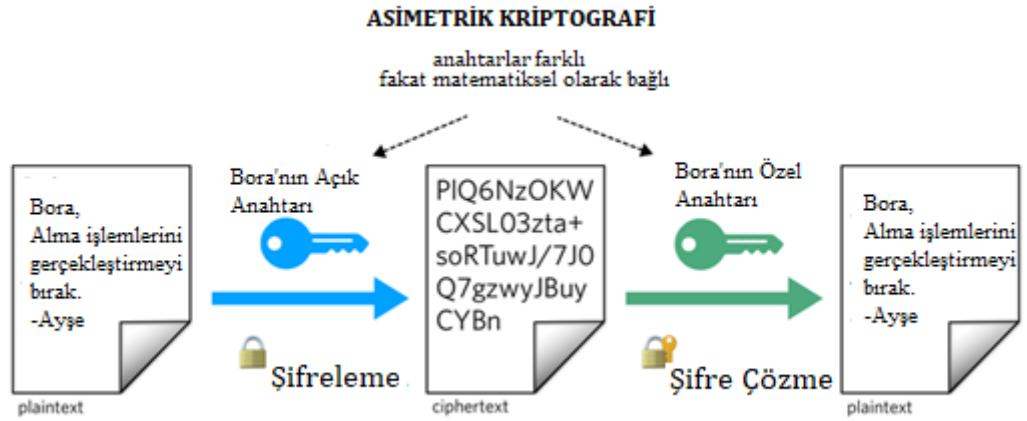 ASİMETRİK KRİPTOGRAFİ
anahtarlar farklı
fakat matematiksel olarak bağlı
Bora,
Alma işlemlerini
gerçekleştirmeyi
bırak.
-Ayşe
plaintext
Bora'nın Açık
Anahtarı
Şifreleme
PlQ6NzOKW
CXSL03zta+
soRTuwJ/7J0
Q7gzwyJBuy
CYBn
ciphertext
Bora'nın Özel
Anahtarı
Şifre Çözme
Bora,
Alma işlemlerini
gerçekleştirmeyi
bırak.
-Ayşe
plaintext